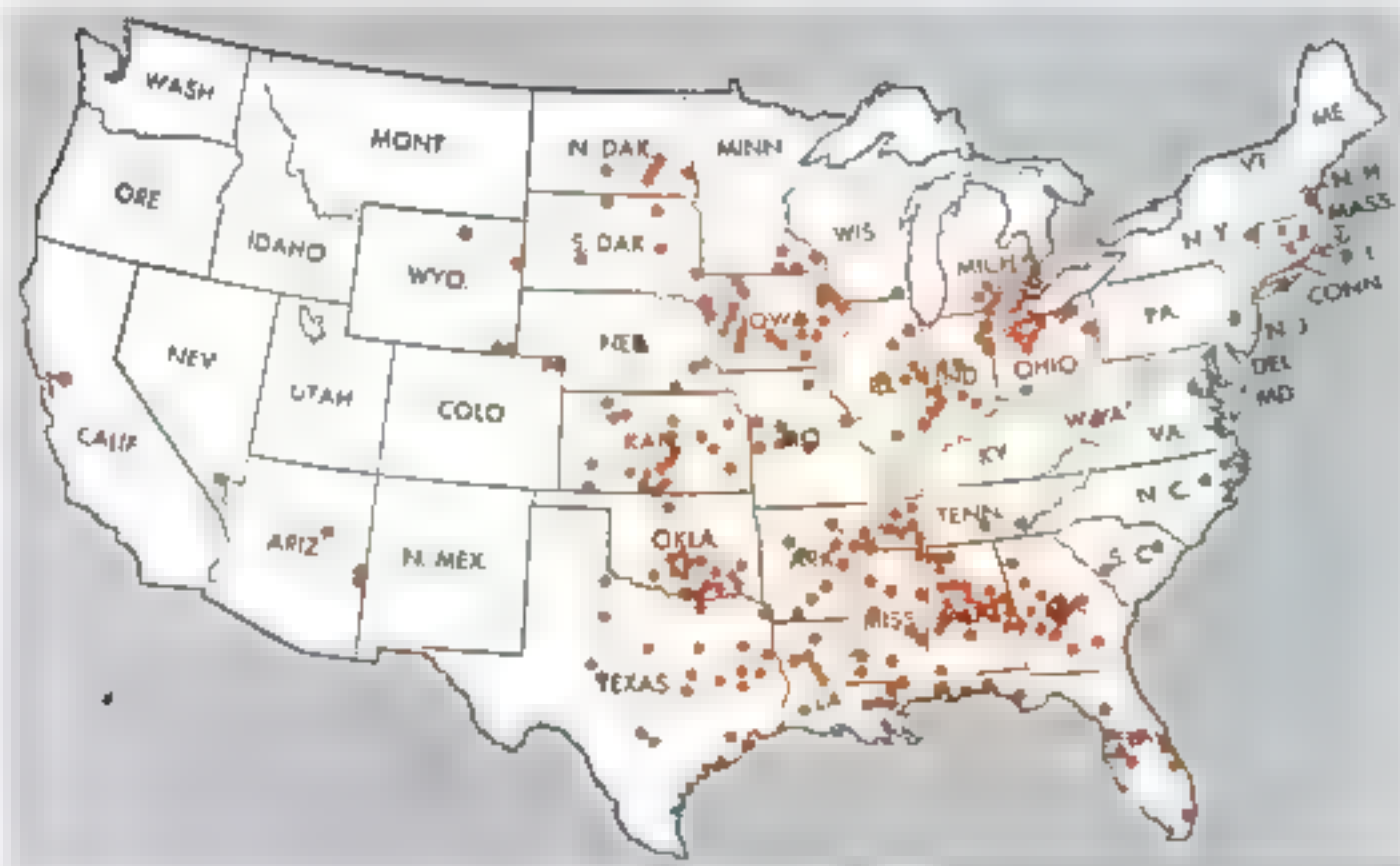 WASH
ME
MONT
N. DAK.
MINN
VT
N H
ORE
MASS
WIS
N Y
IDAHO
S. DAK
MICH
WYO.
CONN
IOWA
PA
N J
NEV
NEB
OHIO
DEL
IND
UTAH
COLO
MD
W.VA
CALIF
KAN
MO
KY
VA
N C
TENN
ARIZ
N. MEX
OKLA
ARK
S C
MISS
TEXAS
LA